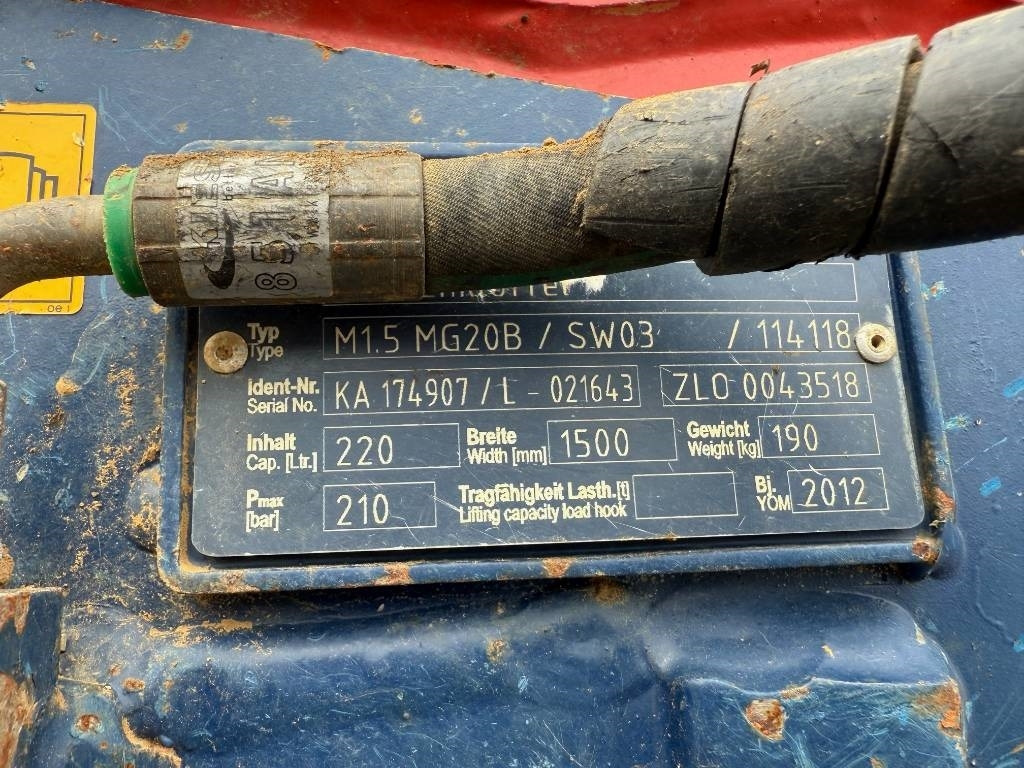 Typ
Type M1.5 MG20B / SW03 / 114118
Ident-Nr.
Serial No. KA 174907 / L - 021643 ZLO 0043518
Inhalt
Cap. [Ltr.] 220 Breite
Width [mm] 1500 Gewicht
Weight [kg] 190
Pmax
[bar] 210 Tragfähigkeit Lasth.[t]
Lifting capacity load hook Bj.
YOM 2012